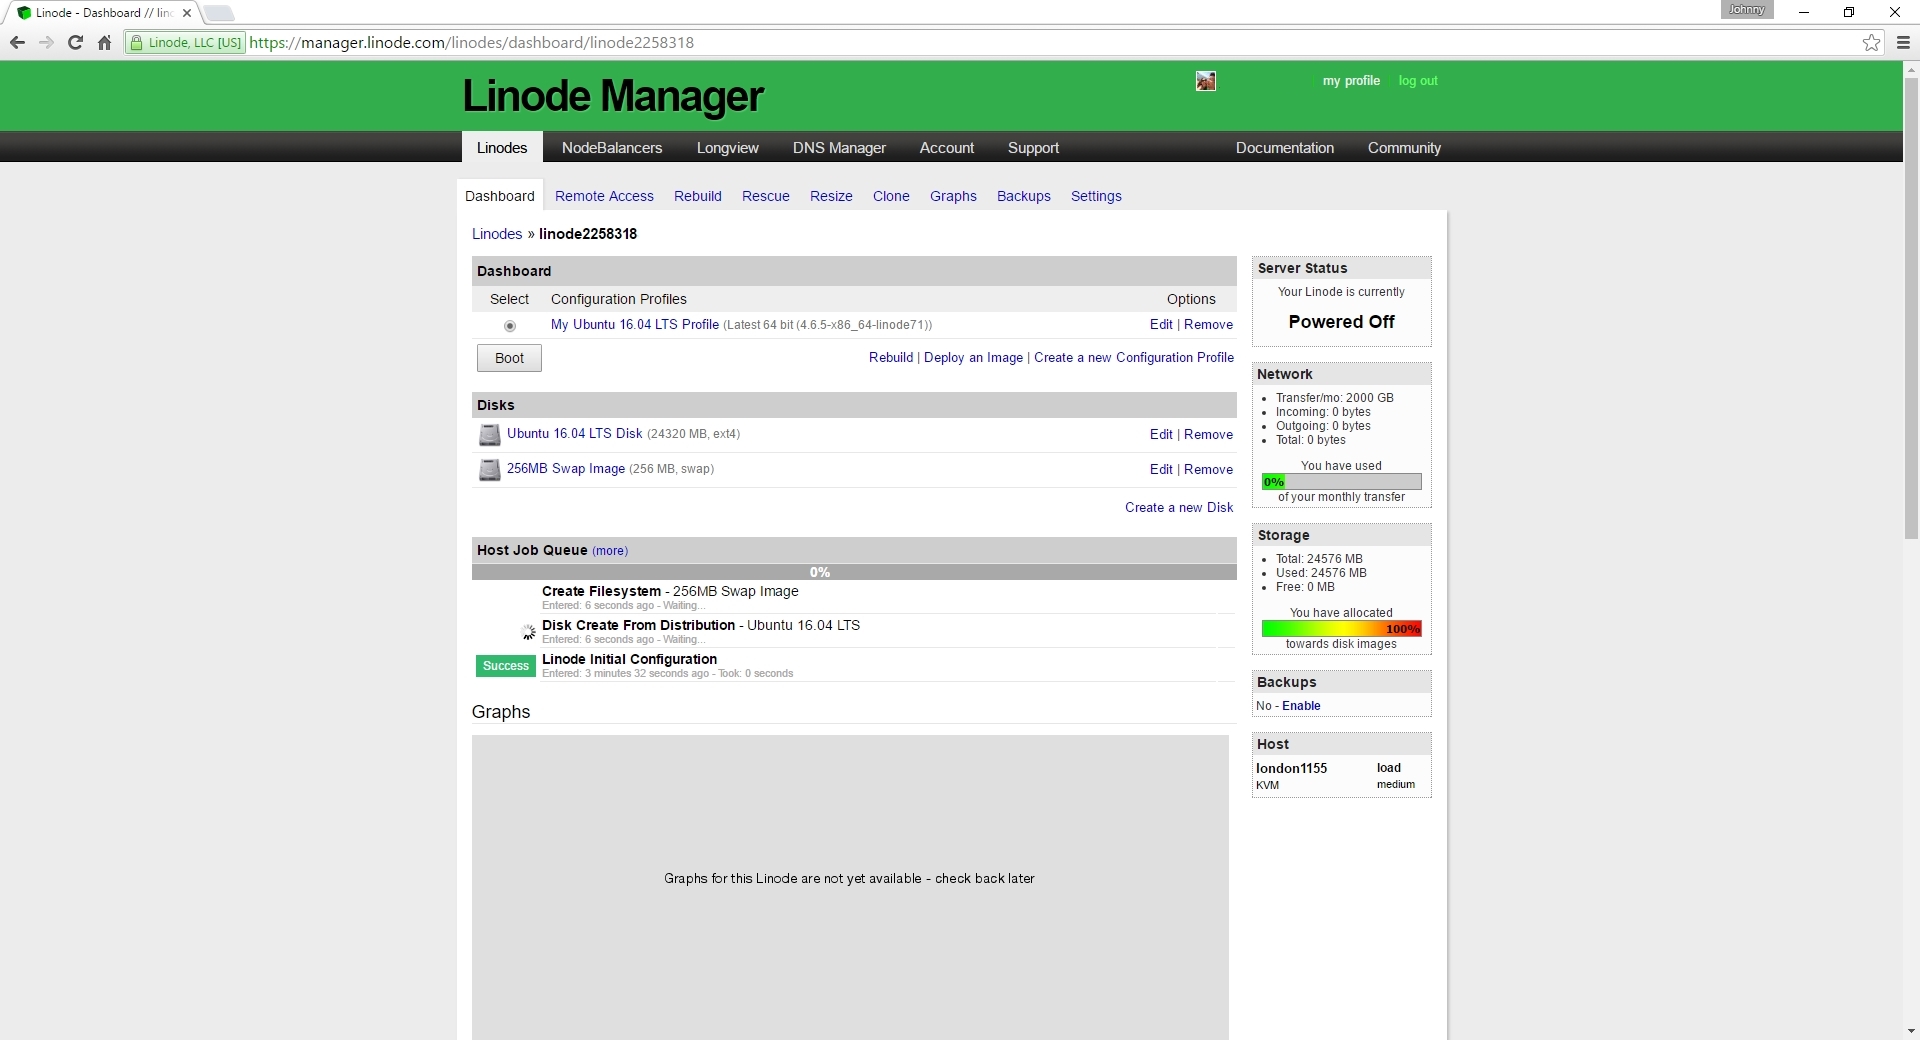 Linode - Dashboard // lin
Johnny
Linode, LLC [US] https://manager.linode.com/linodes/dashboard/linode2258318
Linode Manager
my profile log out
Linodes NodeBalancers Longview DNS Manager Account Support Documentation Community
Dashboard Remote Access Rebuild Rescue Resize Clone Graphs Backups Settings
Linodes » linode2258318
Dashboard
Select Configuration Profiles Options
My Ubuntu 16.04 LTS Profile (Latest 64 bit (4.6.5-x86_64-linode71)) Edit | Remove
Boot Rebuild | Deploy an Image | Create a new Configuration Profile
Disks
Ubuntu 16.04 LTS Disk (24320 MB, ext4) Edit | Remove
256MB Swap Image (256 MB, swap) Edit | Remove
Create a new Disk
Host Job Queue (more)
0%
Create Filesystem - 256MB Swap Image
Entered: 6 seconds ago - Waiting...
Disk Create From Distribution - Ubuntu 16.04 LTS
Entered: 6 seconds ago - Waiting...
Success Linode Initial Configuration
Entered: 3 minutes 32 seconds ago - Took: 0 seconds
Graphs
Graphs for this Linode are not yet available - check back later
Server Status
Your Linode is currently
Powered Off
Network
Transfer/mo: 2000 GB
Incoming: 0 bytes
Outgoing: 0 bytes
Total: 0 bytes
You have used
0%
of your monthly transfer
Storage
Total: 24576 MB
Used: 24576 MB
Free: 0 MB
You have allocated
100%
towards disk images
Backups
No - Enable
Host
london1155 load
KVM medium